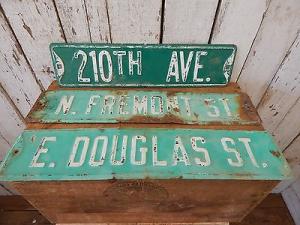 210TH AVE.
N. FREMONT ST.
E. DOUGLAS ST.